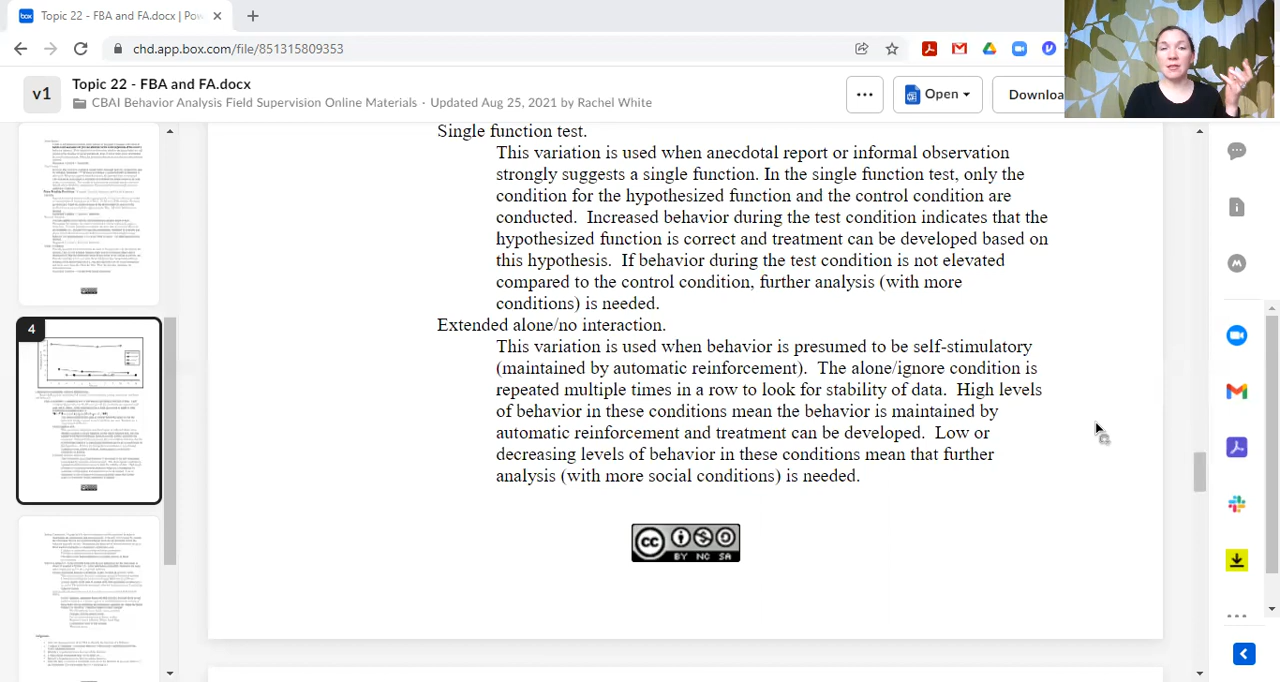 Topic 22 - FBA and FA.docx | Pow
chd.app.box.com/file/851315809353
v1
Topic 22 - FBA and FA.docx
CBAI Behavior Analysis Field Supervision Online Materials · Updated Aug 25, 2021 by Rachel White
Open
Downloa
4
Single function test.
This variation is used when anecdotal report or informal observation
strongly suggests a single function. In the single function test, only the
condition for the hypothesized function and the control condition are
conducted. Increased behavior during the test condition indicates that the
hypothesized function is correct and treatment can be developed based on
that hypothesis. If behavior during the test condition is not elevated
compared to the control condition, further analysis (with more
conditions) is needed.
Extended alone/no interaction.
This variation is used when behavior is presumed to be self-stimulatory
(maintained by automatic reinforcement). The alone/ignore condition is
repeated multiple times in a row to look for stability of data. High levels
of behavior in these conditions mean the behavior is maintained by
automatic reinforcement and treatment can be developed. Low or
decreasing levels of behavior in these conditions mean that further
analysis (with more social conditions) is needed.
cc
BY NC SA